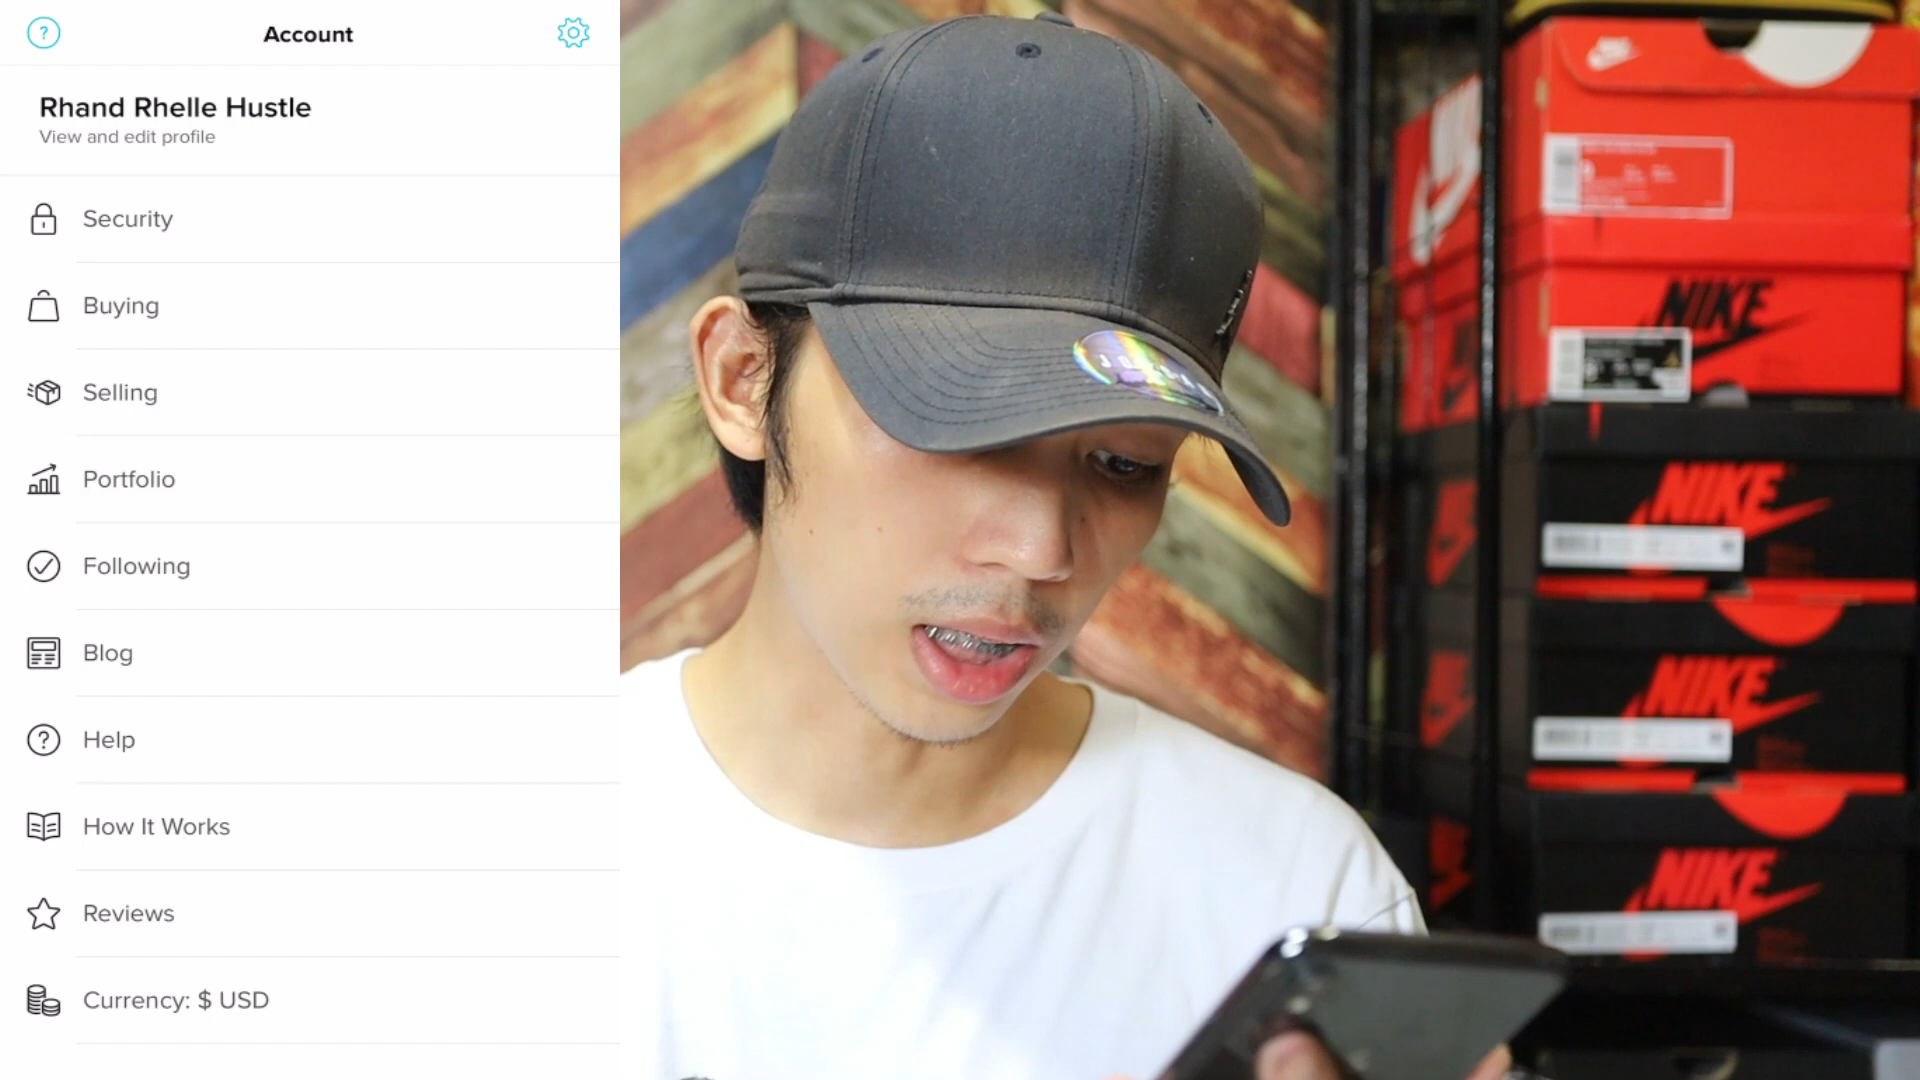 ?
Account
Rhand Rhelle Hustle
View and edit profile
Security
Buying
Selling
Portfolio
Following
Blog
? Help
How It Works
Reviews
Currency: $ USD
NIKE
NIKE
NIKE
NIKE